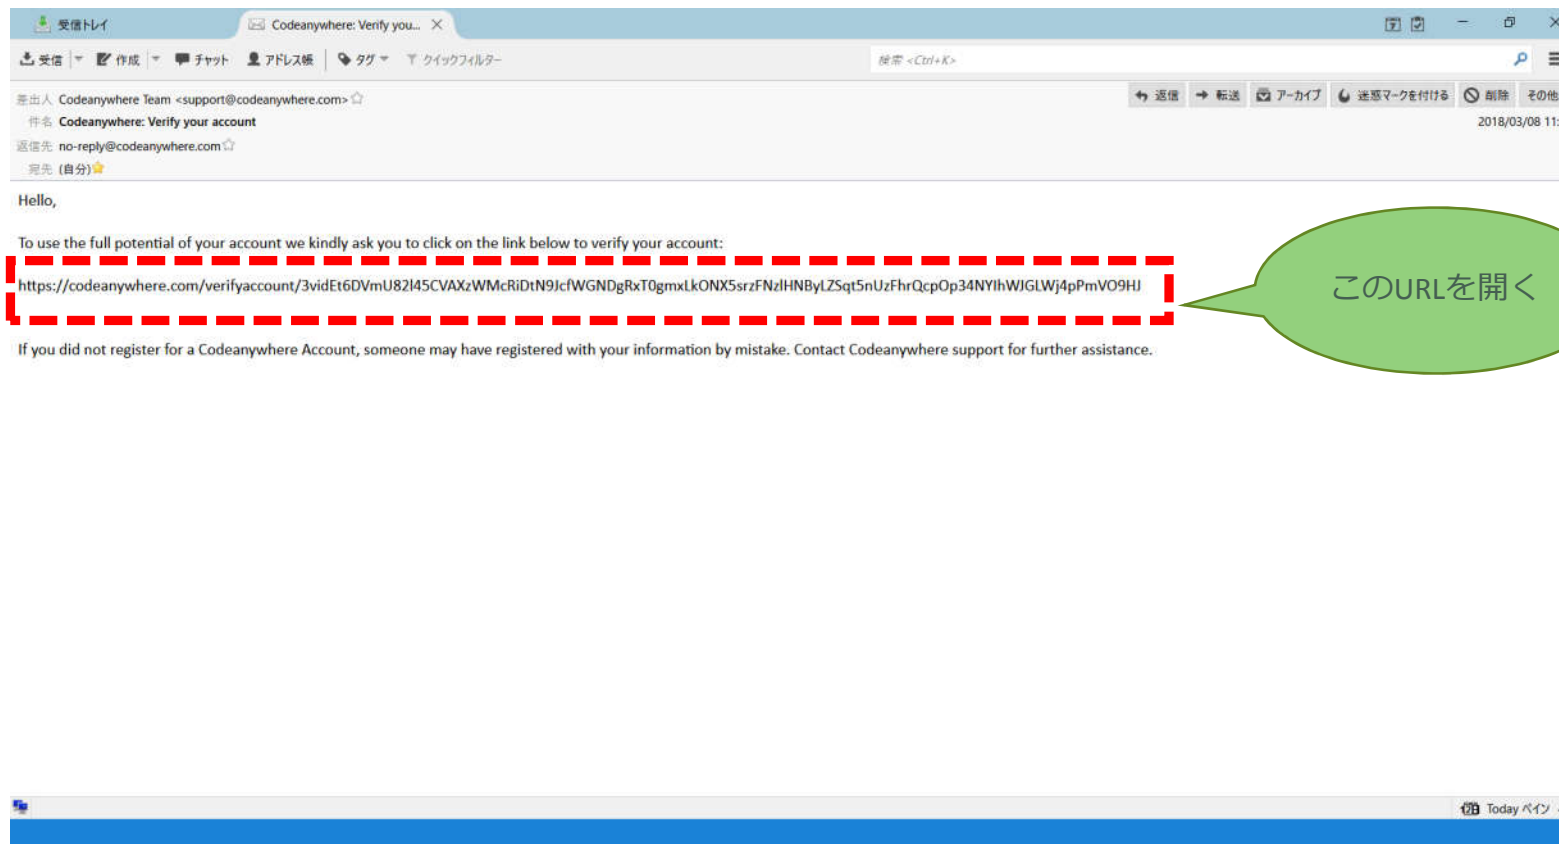 受信トレイ
Codeanywhere: Verify you...
受信
作成
チャット
アドレス帳
タグ
クイックフィルター
検索 <Ctrl+K>
差出人 Codeanywhere Team <support@codeanywhere.com>
返信
転送
アーカイブ
迷惑マークを付ける
削除
その他
件名 Codeanywhere: Verify your account
2018/03/08 11:
返信先 no-reply@codeanywhere.com
宛先 (自分)
Hello,
To use the full potential of your account we kindly ask you to click on the link below to verify your account:
https://codeanywhere.com/verifyaccount/3vidEt6DVmU82l45CVAXzWMcRiDtN9JcfWGNDgRxT0gmxLkONX5srzFNzlHNByLZSqt5nUzFhrQcpOp34NYIhWJGLWj4pPmVO9HJ
このURLを開く
If you did not register for a Codeanywhere Account, someone may have registered with your information by mistake. Contact Codeanywhere support for further assistance.
Today ペイン